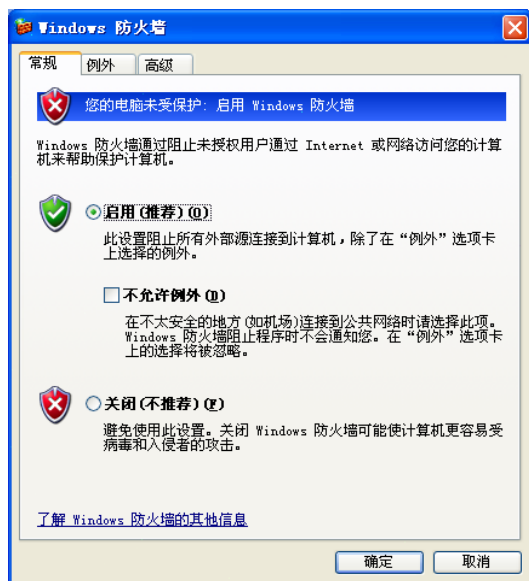 Windows 防火墙
常规 例外 高级
您的电脑未受保护: 启用 Windows 防火墙
Windows 防火墙通过阻止未授权用户通过 Internet 或网络访问您的计算
机来帮助保护计算机。
启用(推荐)(O)
此设置阻止所有外部源连接到计算机，除了在“例外”选项卡
上选择的例外。
不允许例外(D)
在不太安全的地方(如机场)连接到公共网络时请选择此项。
Windows 防火墙阻止程序时不会通知您。在“例外”选项卡
上的选择将被忽略。
关闭(不推荐)(F)
避免使用此设置。关闭 Windows 防火墙可能使计算机更容易受
病毒和入侵者的攻击。
了解 Windows 防火墙的其他信息
确定 取消